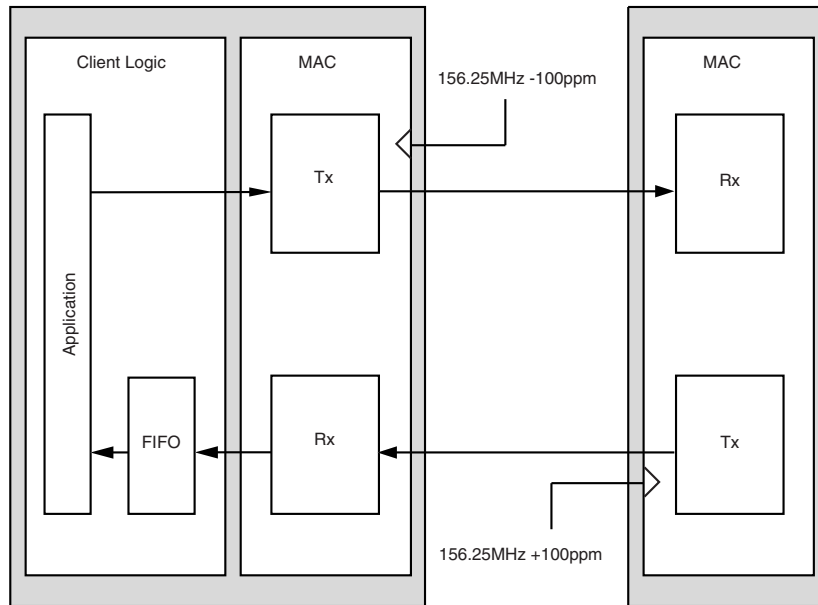 Client Logic
MAC
156.25MHz -100ppm
MAC
Tx
Rx
Application
FIFO
Rx
Tx
156.25MHz +100ppm